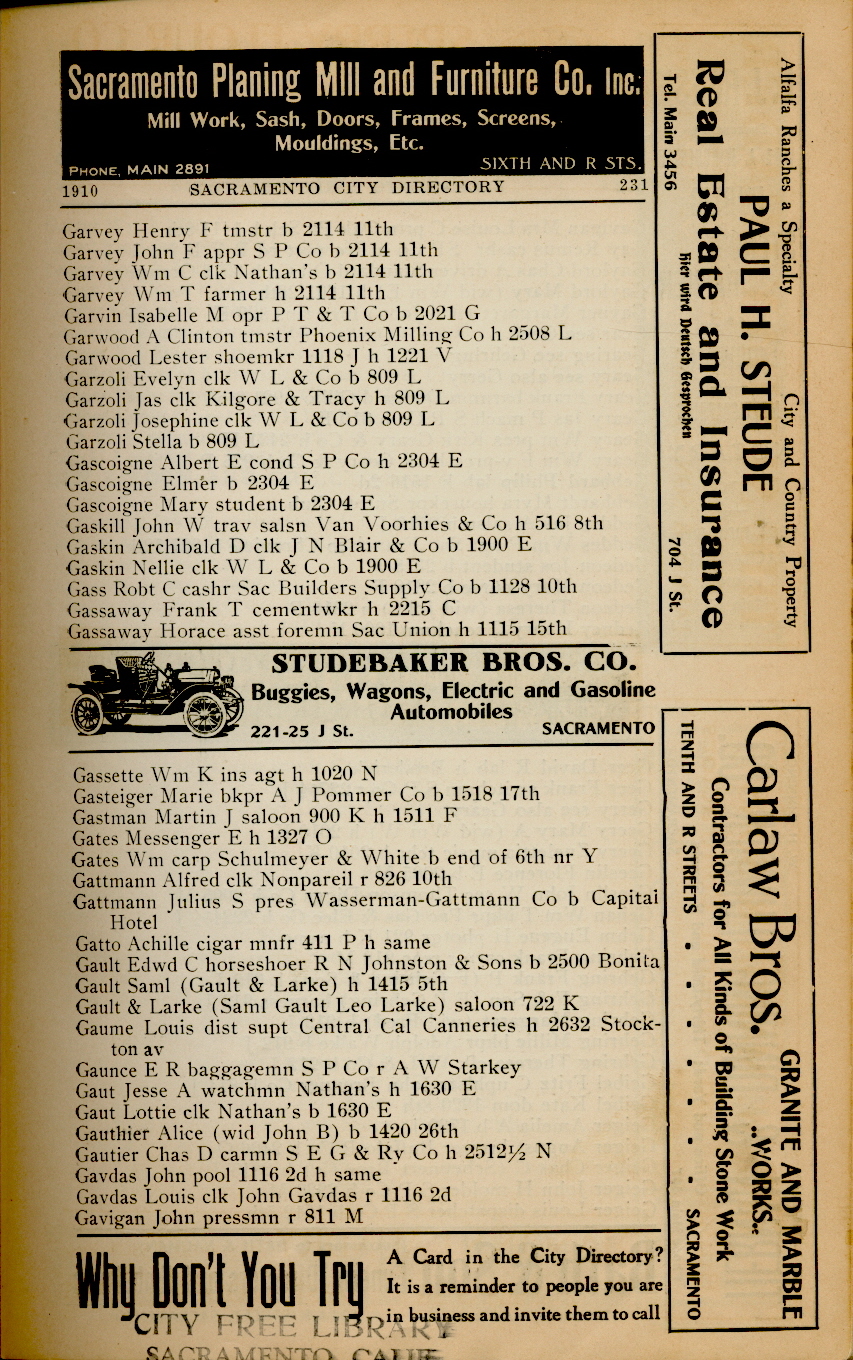 Sacramento Planing Mill and Furniture Co. Inc.
Mill Work, Sash, Doors, Frames, Screens,
Mouldings, Etc.
PHONE, MAIN 2891 SIXTH AND R STS.
1910 SACRAMENTO CITY DIRECTORY 231
Garvey Henry F tmstr b 2114 11th
Garvey John F appr S P Co b 2114 11th
Garvey Wm C clk Nathan's b 2114 11th
Garvey Wm T farmer h 2114 11th
Garvin Isabelle M opr P T & T Co b 2021 G
Garwood A Clinton tmstr Phoenix Milling Co h 2508 L
Garwood Lester shoemkr 1118 J h 1221 V
Garzoli Evelyn clk W L & Co b 809 L
Garzoli Jas clk Kilgore & Tracy h 809 L
Garzoli Josephine clk W L & Co b 809 L
Garzoli Stella b 809 L
Gascoigne Albert E cond S P Co h 2304 E
Gascoigne Elmer b 2304 E
Gascoigne Mary student b 2304 E
Gaskill John W trav salsn Van Voorhies & Co h 516 8th
Gaskin Archibald D clk J N Blair & Co b 1900 E
Gaskin Nellie clk W L & Co b 1900 E
Gass Robt C cashr Sac Builders Supply Co b 1128 10th
Gassaway Frank T cementwkr h 2215 C
Gassaway Horace asst foremn Sac Union h 1115 15th
STUDEBAKER BROS. CO.
Buggies, Wagons, Electric and Gasoline
Automobiles
221-25 J St. SACRAMENTO
Gassette Wm K ins agt h 1020 N
Gasteiger Marie bkpr A J Pommer Co b 1518 17th
Gastman Martin J saloon 900 K h 1511 F
Gates Messenger E h 1327 O
Gates Wm carp Schulmeyer & White b end of 6th nr Y
Gattmann Alfred clk Nonpareil r 826 10th
Gattmann Julius S pres Wasserman-Gattmann Co b Capital
Hotel
Gatto Achille cigar mnfr 411 P h same
Gault Edwd C horseshoer R N Johnston & Sons b 2500 Bonita
Gault Saml (Gault & Larke) h 1415 5th
Gault & Larke (Saml Gault Leo Larke) saloon 722 K
Gaume Louis dist supt Central Cal Canneries h 2632 Stock-
ton av
Gaunce E R baggagemn S P Co r A W Starkey
Gaut Jesse A watchmn Nathan's h 1630 E
Gaut Lottie clk Nathan's b 1630 E
Gauthier Alice (wid John B) b 1420 26th
Gautier Chas D carmn S E G & Ry Co h 2512½ N
Gavdas John pool 1116 2d h same
Gavdas Louis clk John Gavdas r 1116 2d
Gavigan John pressmn r 811 M
Why Don't You Try
A Card in the City Directory?
It is a reminder to people you are
in business and invite them to call
CITY FREE LIBRARY
SACRAMENTO, CALIF.
Alfalfa Ranches a Specialty City and Country Property
PAUL H. STEUDE
Real Estate and Insurance
Hier wird Deutsch Gesprochen
Tel. Main 3456 704 J St.
Carlaw Bros. GRANITE AND MARBLE
..WORKS..
Contractors for All Kinds of Building Stone Work
TENTH AND R STREETS . . . . . . . SACRAMENTO